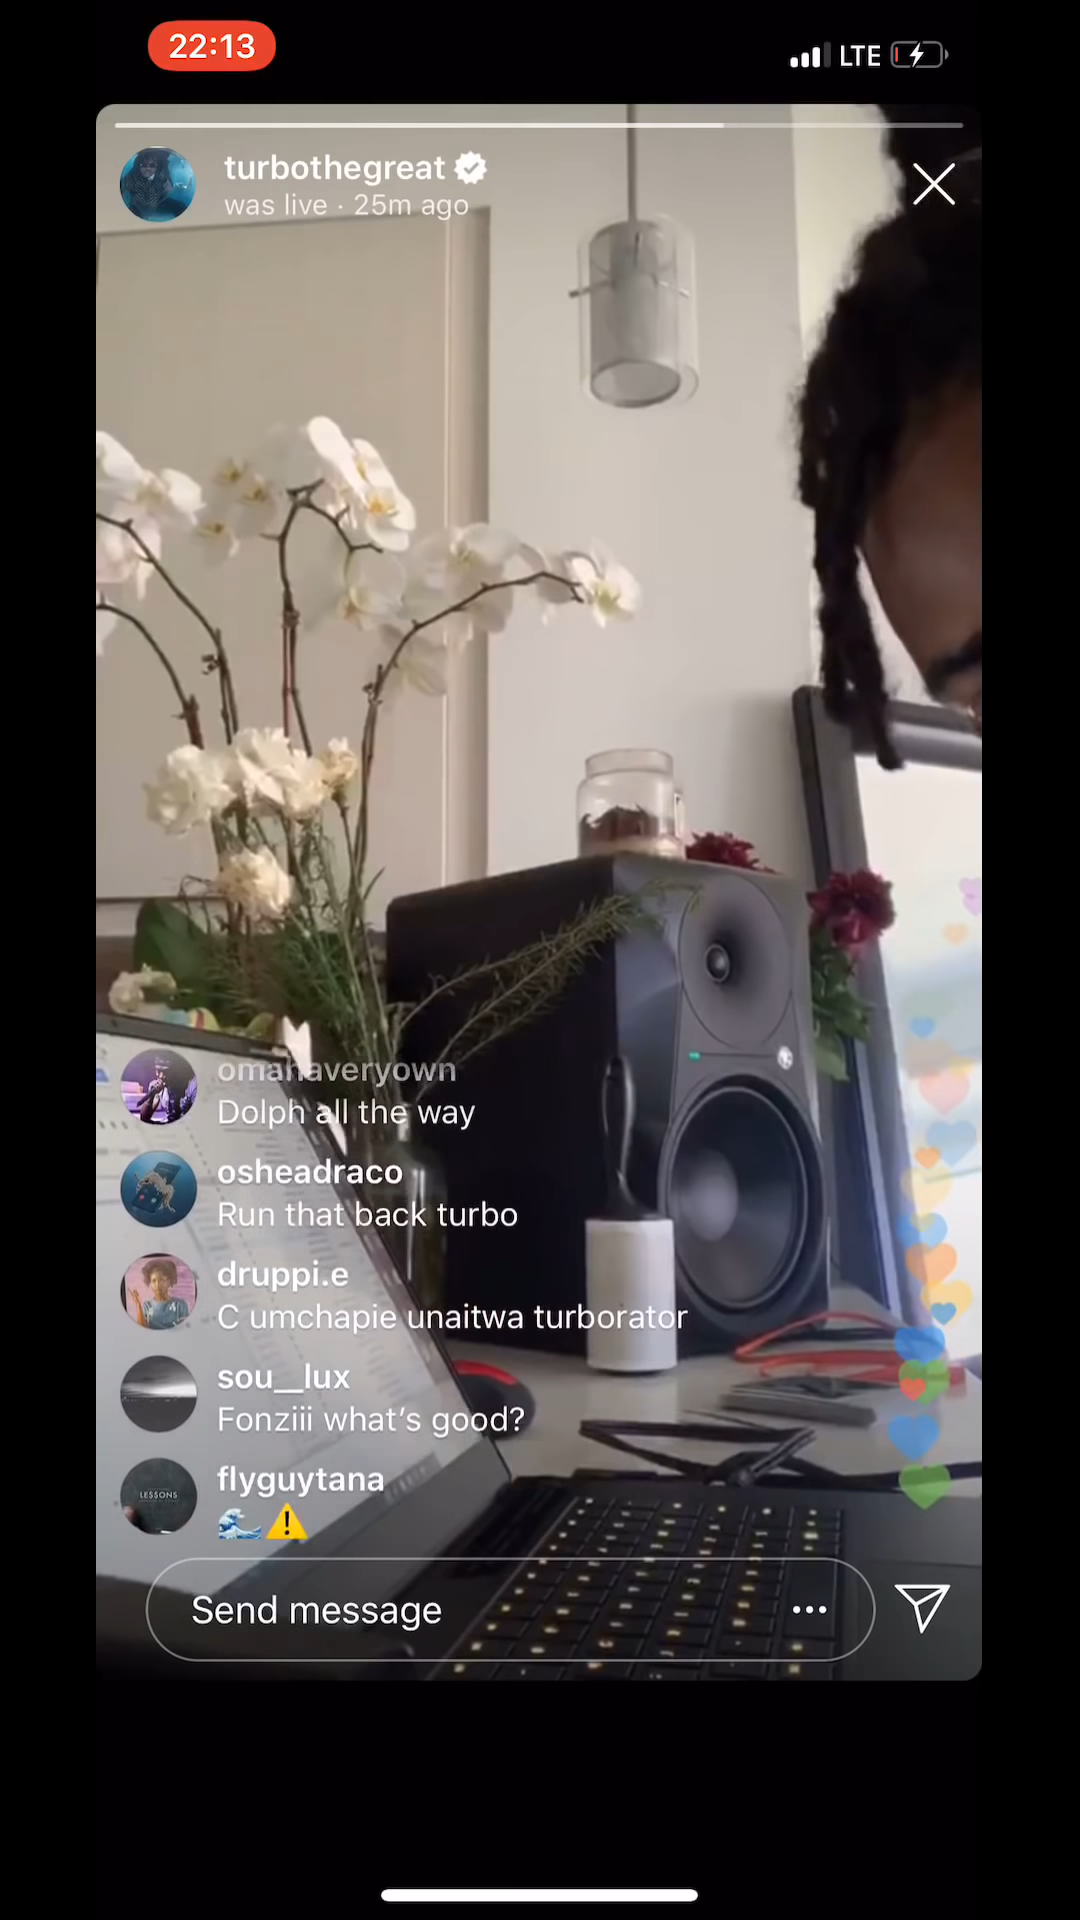 22:13
LTE
turbothegreat
was live · 25m ago
omahaveryown
Dolph all the way
osheadraco
Run that back turbo
druppi.e
C umchapie unaitwa turborator
sou__lux
Fonziii what's good?
flyguytana
🌊⚠️
LESSONS
Send message